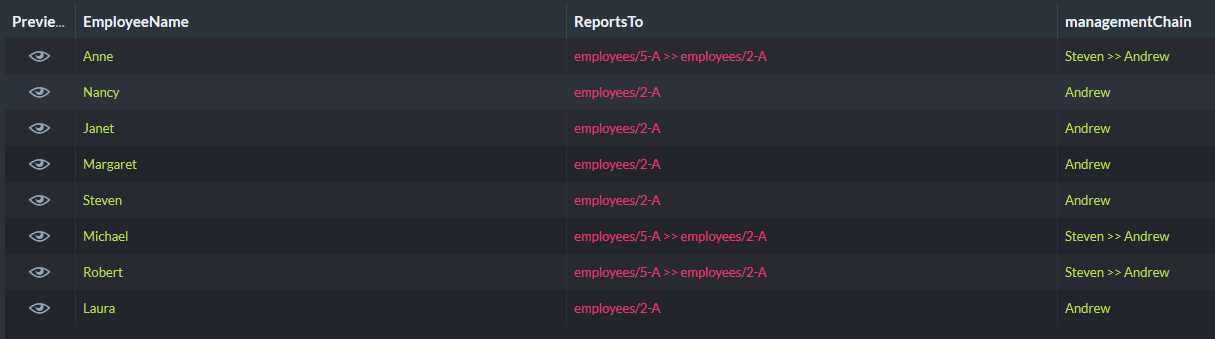 Previe... EmployeeName ReportsTo managementChain
Anne employees/5-A >> employees/2-A Steven >> Andrew
Nancy employees/2-A Andrew
Janet employees/2-A Andrew
Margaret employees/2-A Andrew
Steven employees/2-A Andrew
Michael employees/5-A >> employees/2-A Steven >> Andrew
Robert employees/5-A >> employees/2-A Steven >> Andrew
Laura employees/2-A Andrew